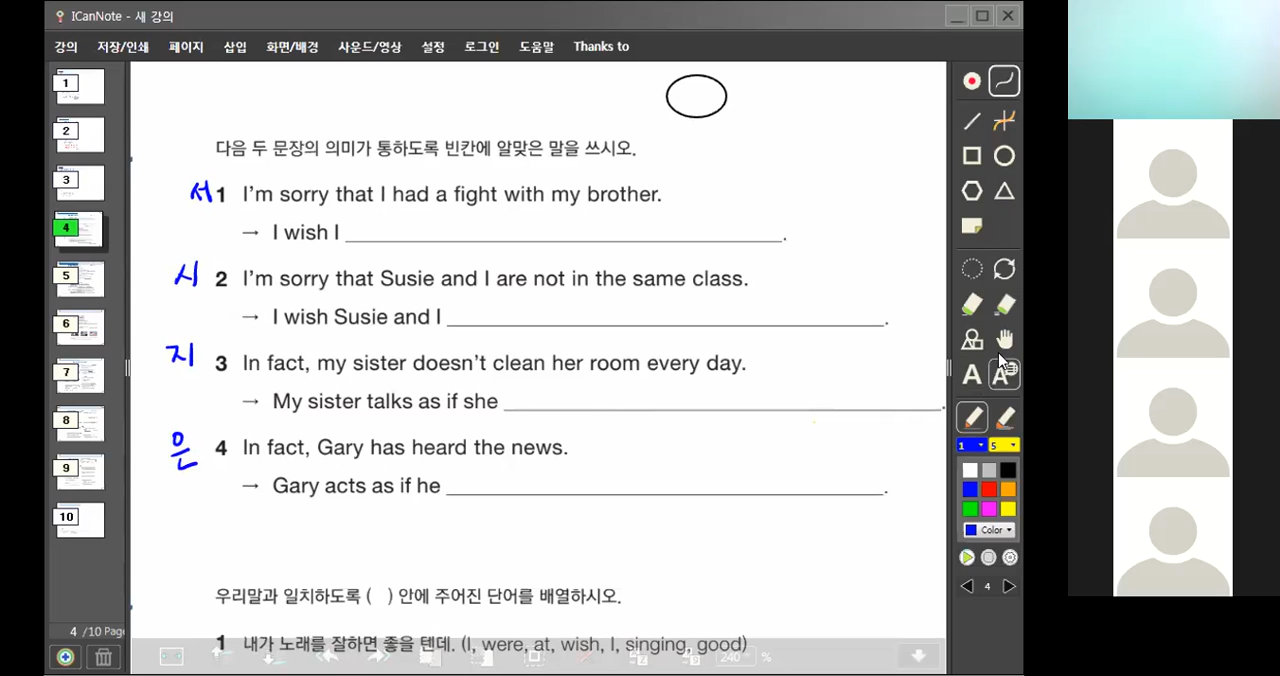 ICanNote - 새 강의
강의 저장/인쇄 페이지 삽입 화면/배경 사운드/영상 설정 로그인 도움말 Thanks to
1
2
3
4
5
6
7
8
9
10
4 /10 Page
다음 두 문장의 의미가 통하도록 빈칸에 알맞은 말을 쓰시오.
서 1 I'm sorry that I had a fight with my brother.
→ I wish I ____.
시 2 I'm sorry that Susie and I are not in the same class.
→ I wish Susie and I ____.
지 3 In fact, my sister doesn't clean her room every day.
→ My sister talks as if she ____.
은 4 In fact, Gary has heard the news.
→ Gary acts as if he ____.
우리말과 일치하도록 ( ) 안에 주어진 단어를 배열하시오.
1 내가 노래를 잘하면 좋을 텐데. (I, were, at, wish, I, singing, good)
240 %
A A
1 5
Color
4